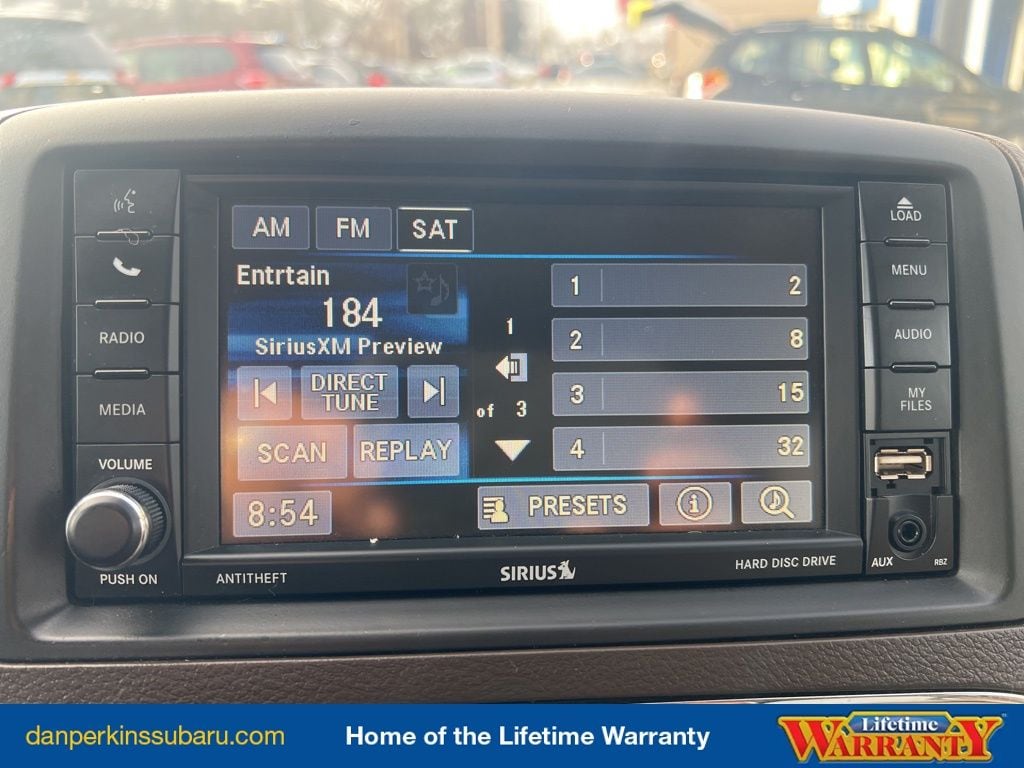 AM FM SAT
LOAD
Entrtain
184
SiriusXM Preview
DIRECT
TUNE
SCAN REPLAY
8:54
1
of 3
1 2
2 8
3 15
4 32
PRESETS
i
RADIO
MEDIA
VOLUME
PUSH ON
MENU
AUDIO
MY
FILES
AUX RBZ
ANTITHEFT SIRIUS HARD DISC DRIVE
danperkinssubaru.com Home of the Lifetime Warranty
Lifetime
WARRANTY